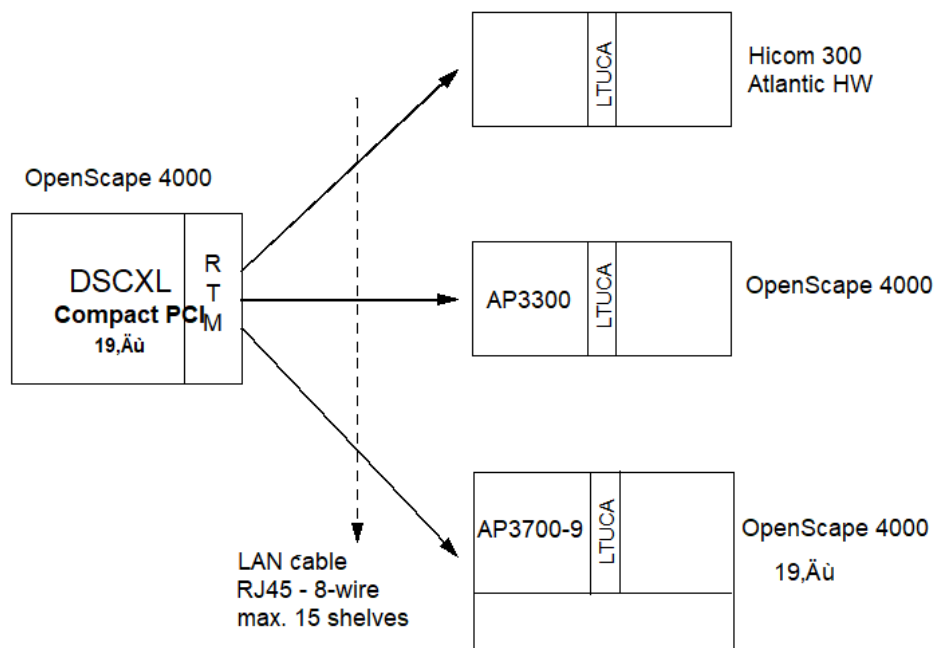 Hicom 300
Atlantic HW
LTUCA
OpenScape 4000
DSCXL
Compact PCI
19‚Äù
R
T
M
AP3300
LTUCA
OpenScape 4000
AP3700-9
LTUCA
OpenScape 4000
19‚Äù
LAN cable
RJ45 - 8-wire
max. 15 shelves